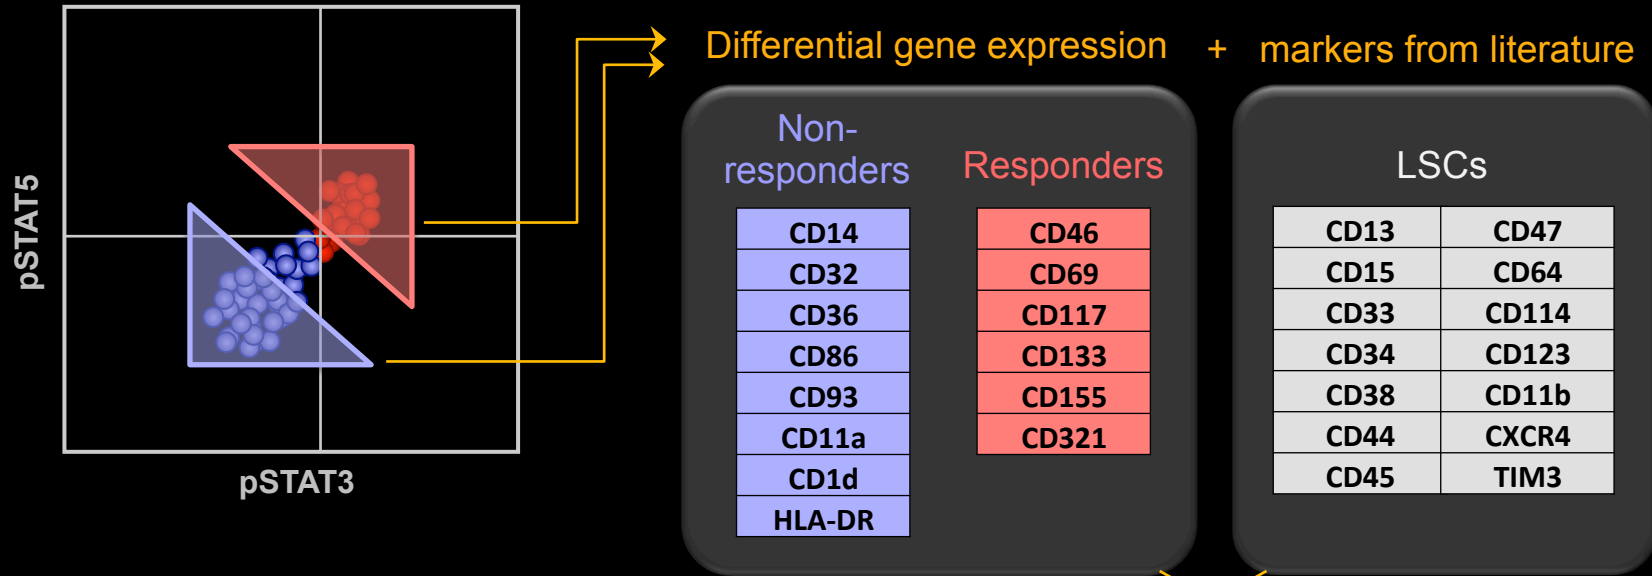 pSTAT5
pSTAT3
Differential gene expression + markers from literature
Non-
responders
CD14
CD32
CD36
CD86
CD93
CD11a
CD1d
HLA-DR
Responders
CD46
CD69
CD117
CD133
CD155
CD321
LSCs
CD13 CD47
CD15 CD64
CD33 CD114
CD34 CD123
CD38 CD11b
CD44 CXCR4
CD45 TIM3